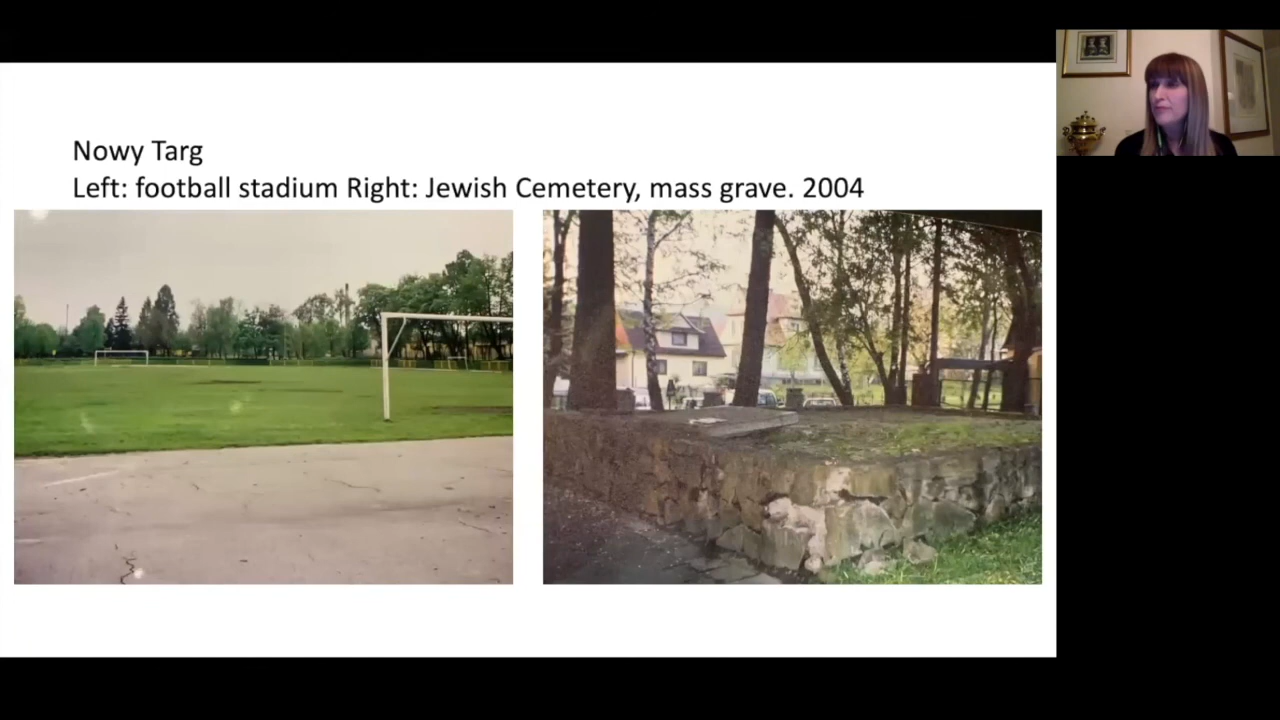 Nowy Targ
Left: football stadium Right: Jewish Cemetery, mass grave. 2004